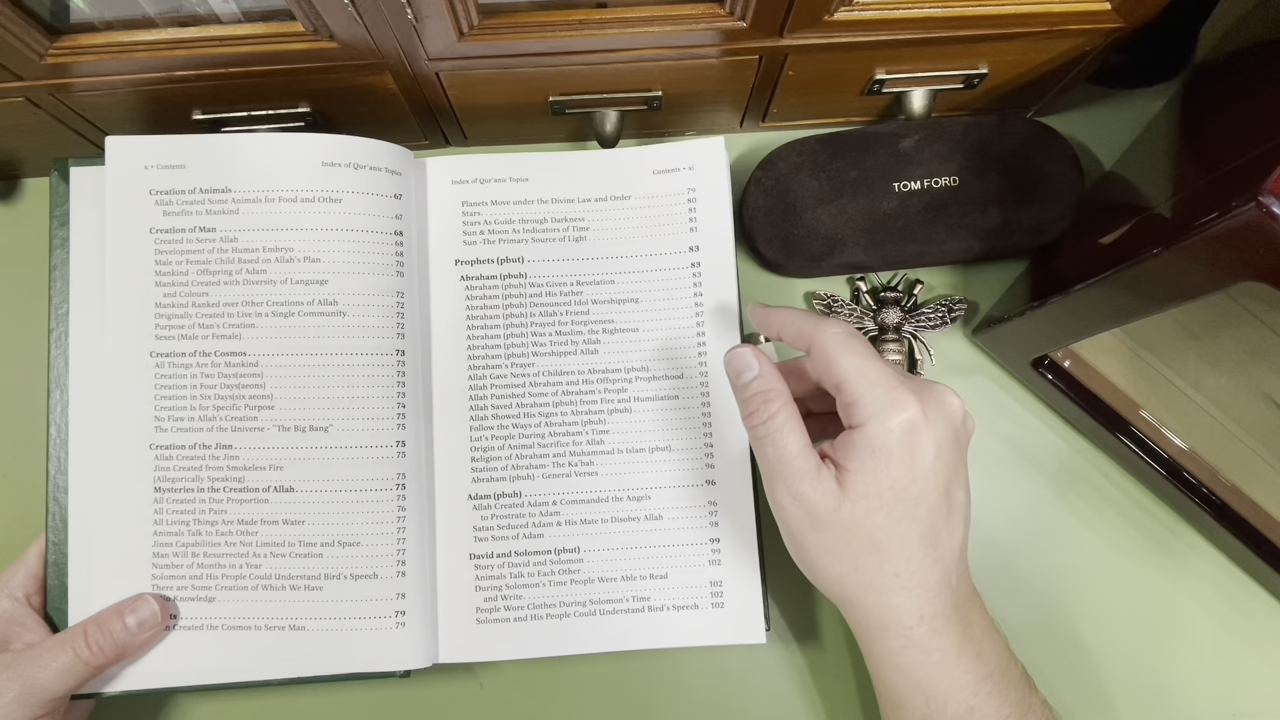 x • Contents
Index of Qur'anic Topics
Creation of Animals 67
Allah Created Some Animals for Food and Other
Benefits to Mankind 67
Creation of Man 68
Created to Serve Allah 68
Development of the Human Embryo 68
Male or Female Child Based on Allah's Plan 70
Mankind - Offspring of Adam 70
Mankind Created with Diversity of Language
and Colours 72
Mankind Ranked over Other Creations of Allah 72
Originally Created to Live in a Single Community. 72
Purpose of Man's Creation 72
Sexes (Male or Female) 73
Creation of the Cosmos 73
All Things Are for Mankind 73
Creation in Two Days(aeons) 73
Creation in Four Days(aeons) 73
Creation in Six Days(six aeons) 73
Creation Is for Specific Purpose 74
No Flaw in Allah's Creation 75
The Creation of the Universe - "The Big Bang" 75
Creation of the Jinn 75
Allah Created the Jinn 75
Jinn Created from Smokeless Fire
(Allegorically Speaking) 75
Mysteries in the Creation of Allah 75
All Created in Due Proportion 75
All Created in Pairs 76
All Living Things Are Made from Water 77
Animals Talk to Each Other 77
Jinns Capabilities Are Not Limited to Time and Space. 77
Man Will Be Resurrected As a New Creation 77
Number of Months in a Year 78
Solomon and His People Could Understand Bird's Speech 78
There are Some Creation of Which We Have
Knowledge 78
79
Created the Cosmos to Serve Man 79
Index of Qur'anic Topics
Contents • xi
Planets Move under the Divine Law and Order 79
Stars 80
Stars As Guide through Darkness 81
Sun & Moon As Indicators of Time 81
Sun -The Primary Source of Light 81
Prophets (pbut) 83
Abraham (pbuh) 83
Abraham (pbuh) Was Given a Revelation 83
Abraham (pbuh) and His Father 83
Abraham (pbuh) Denounced Idol Worshipping 84
Abraham (pbuh) Is Allah's Friend 86
Abraham (pbuh) Prayed for Forgiveness 87
Abraham (pbuh) Was a Muslim, the Righteous 87
Abraham (pbuh) Was Tried by Allah 88
Abraham (pbuh) Worshipped Allah 88
Abraham's Prayer 89
Allah Gave News of Children to Abraham (pbuh) 91
Allah Promised Abraham and His Offspring Prophethood 92
Allah Punished Some of Abraham's People 92
Allah Saved Abraham (pbuh) from Fire and Humiliation 93
Allah Showed His Signs to Abraham (pbuh) 93
Follow the Ways of Abraham (pbuh) 93
Lut's People During Abraham's Time 93
Origin of Animal Sacrifice for Allah 93
Religion of Abraham and Muhammad Is Islam (pbut) 94
Station of Abraham- The Ka'bah 95
Abraham (pbuh) - General Verses 96
Adam (pbuh) 96
Allah Created Adam & Commanded the Angels
to Prostrate to Adam 96
Satan Seduced Adam & His Mate to Disobey Allah 97
Two Sons of Adam 98
David and Solomon (pbut) 99
Story of David and Solomon 99
Animals Talk to Each Other 102
During Solomon's Time People Were Able to Read
and Write 102
People Wore Clothes During Solomon's Time 102
Solomon and His People Could Understand Bird's Speech 102
TOM FORD